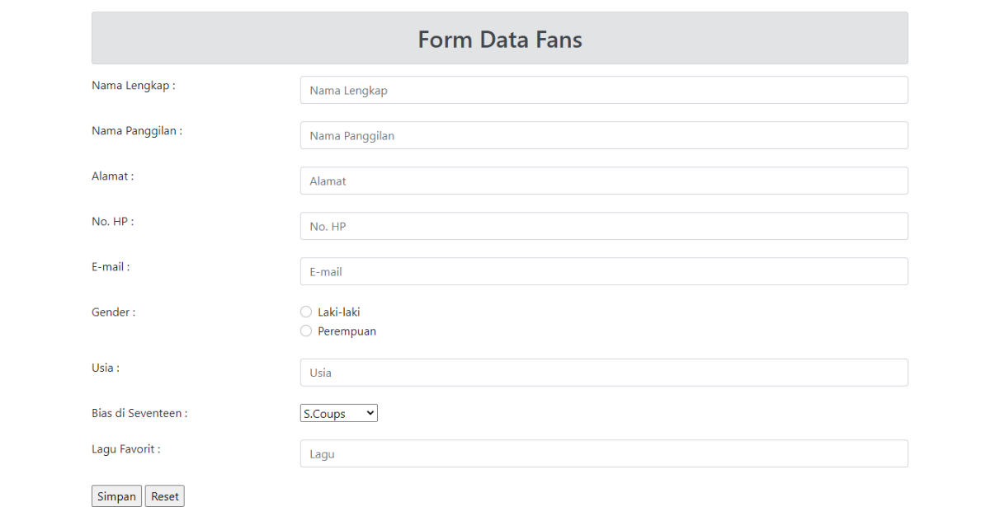 Form Data Fans
Nama Lengkap : Nama Lengkap
Nama Panggilan : Nama Panggilan
Alamat : Alamat
No. HP : No. HP
E-mail : E-mail
Gender : Laki-laki
Perempuan
Usia : Usia
Bias di Seventeen : S.Coups
Lagu Favorit : Lagu
Simpan Reset